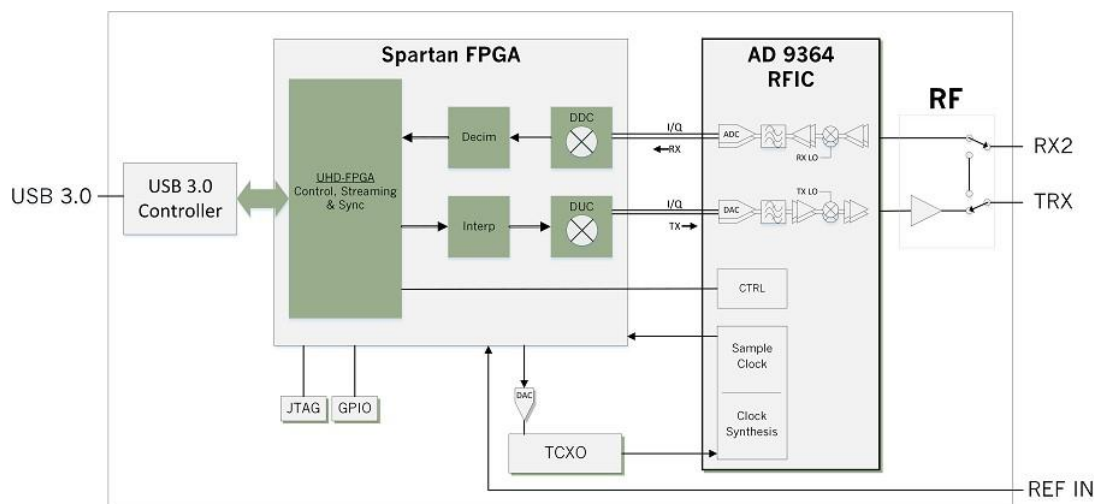 Spartan FPGA
AD 9364
RFIC
RF
DDC
Decim
I/Q
RX
ADC
RX LO
RX2
USB 3.0
USB 3.0
Controller
UHD-FPGA
Control, Streaming
& Sync
TX LO
TRX
Interp
DUC
I/Q
TX
DAC
CTRL
Sample
Clock
Clock
Synthesis
JTAG
GPIO
DAC
TCXO
REF IN